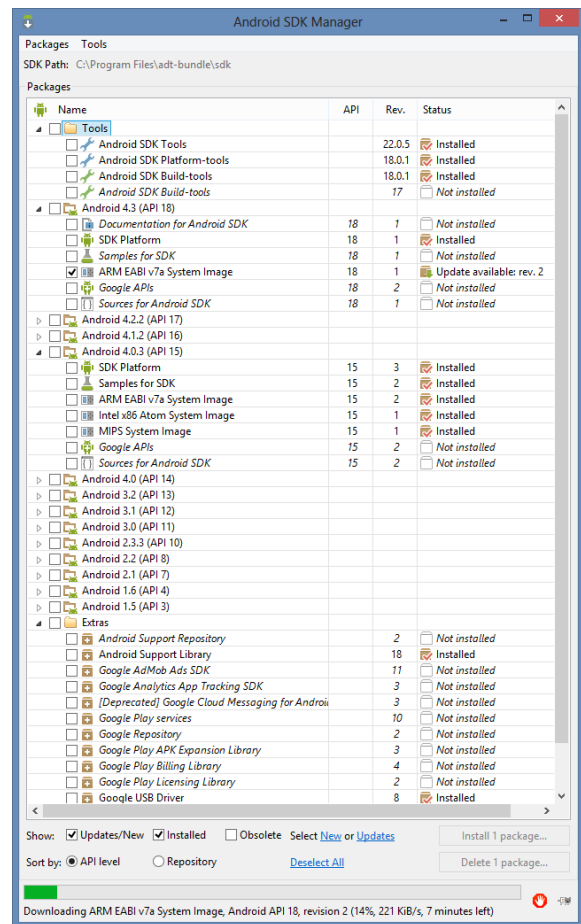 Android SDK Manager
Packages Tools
SDK Path: C:\Program Files\adt-bundle\sdk
Packages
Name API Rev. Status
Tools
Android SDK Tools 22.0.5 Installed
Android SDK Platform-tools 18.0.1 Installed
Android SDK Build-tools 18.0.1 Installed
Android SDK Build-tools 17 Not installed
Android 4.3 (API 18)
Documentation for Android SDK 18 1 Not installed
SDK Platform 18 1 Installed
Samples for SDK 18 1 Not installed
ARM EABI v7a System Image 18 1 Update available: rev. 2
Google APIs 18 2 Not installed
Sources for Android SDK 18 1 Not installed
Android 4.2.2 (API 17)
Android 4.1.2 (API 16)
Android 4.0.3 (API 15)
SDK Platform 15 3 Installed
Samples for SDK 15 2 Installed
ARM EABI v7a System Image 15 2 Installed
Intel x86 Atom System Image 15 1 Installed
MIPS System Image 15 1 Installed
Google APIs 15 2 Not installed
Sources for Android SDK 15 2 Not installed
Android 4.0 (API 14)
Android 3.2 (API 13)
Android 3.1 (API 12)
Android 3.0 (API 11)
Android 2.3.3 (API 10)
Android 2.2 (API 8)
Android 2.1 (API 7)
Android 1.6 (API 4)
Android 1.5 (API 3)
Extras
Android Support Repository 2 Not installed
Android Support Library 18 Installed
Google AdMob Ads SDK 11 Not installed
Google Analytics App Tracking SDK 3 Not installed
[Deprecated] Google Cloud Messaging for Androi 3 Not installed
Google Play services 10 Not installed
Google Repository 2 Not installed
Google Play APK Expansion Library 3 Not installed
Google Play Billing Library 4 Not installed
Google Play Licensing Library 2 Not installed
Google USB Driver 8 Installed
Show: Updates/New Installed Obsolete Select New or Updates Install 1 package...
Sort by: API level Repository Deselect All Delete 1 package...
Downloading ARM EABI v7a System Image, Android API 18, revision 2 (14%, 221 KiB/s, 7 minutes left)